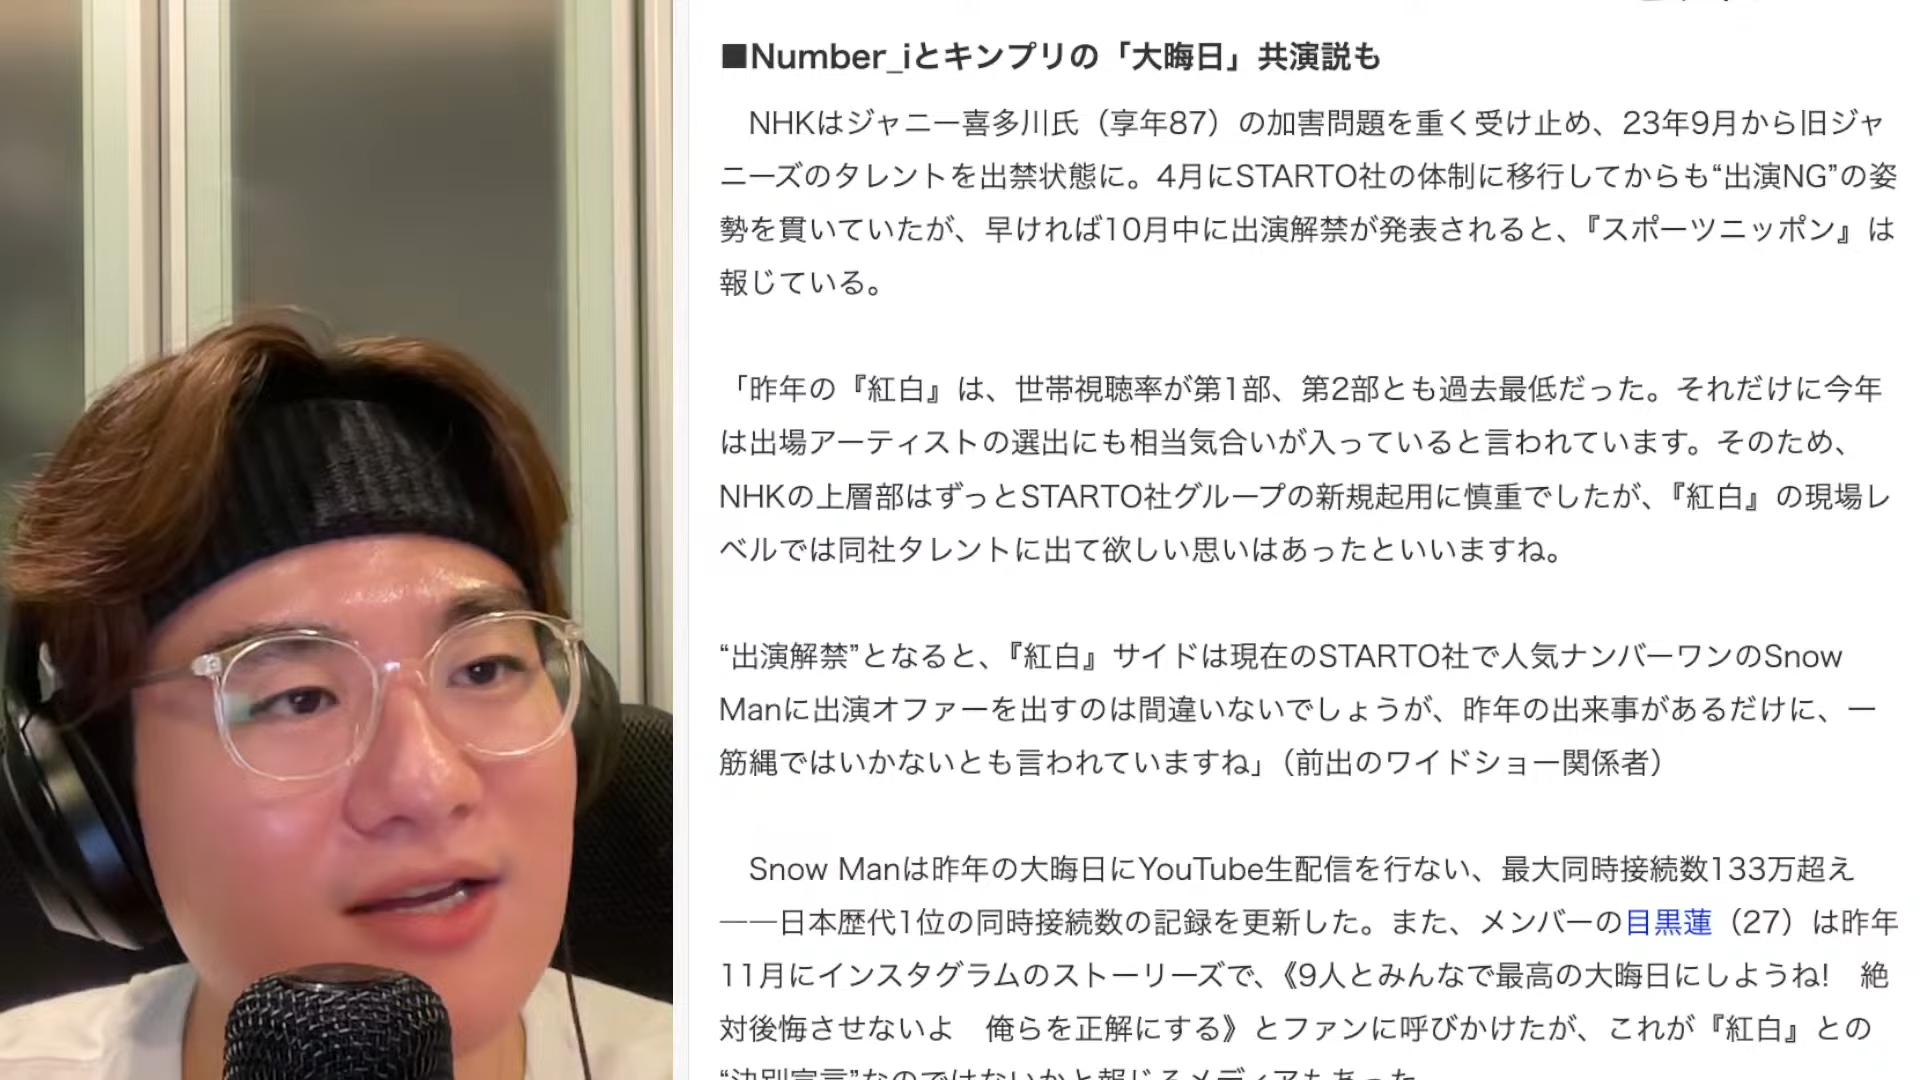 ■Number_iとキンプリの「大晦日」共演説も
NHKはジャニー喜多川氏（享年87）の加害問題を重く受け止め、23年9月から旧ジャ
ニーズのタレントを出禁状態に。4月にSTARTO社の体制に移行してからも“出演NG”の姿
勢を貫いていたが、早ければ10月中に出演解禁が発表されると、『スポーツニッポン』は
報じている。
「昨年の『紅白』は、世帯視聴率が第1部、第2部とも過去最低だった。それだけに今年
は出場アーティストの選出にも相当気合いが入っていると言われています。そのため、
NHKの上層部はずっとSTARTO社グループの新規起用に慎重でしたが、『紅白』の現場レ
ベルでは同社タレントに出て欲しい思いはあったといいますね。
“出演解禁”となると、『紅白』サイドは現在のSTARTO社で人気ナンバーワンのSnow
Manに出演オファーを出すのは間違いないでしょうが、昨年の出来事があるだけに、一
筋縄ではいかないとも言われていますね」（前出のワイドショー関係者）
Snow Manは昨年の大晦日にYouTube生配信を行ない、最大同時接続数133万超え
――日本歴代1位の同時接続数の記録を更新した。また、メンバーの目黒蓮（27）は昨年
11月にインスタグラムのストーリーズで、《9人とみんなで最高の大晦日にしようね!　絶
対後悔させないよ　俺らを正解にする》とファンに呼びかけたが、これが『紅白』との
“決別宣言”なのではないかと報じるメディアもあった